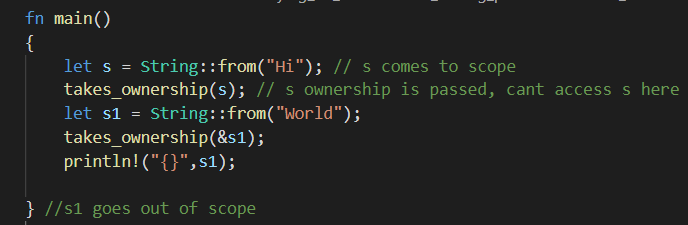 fn main()
{
let s = String::from("Hi"); // s comes to scope
takes_ownership(s); // s ownership is passed, cant access s here
let s1 = String::from("World");
takes_ownership(&s1);
println!("{}",s1);
} //s1 goes out of scope